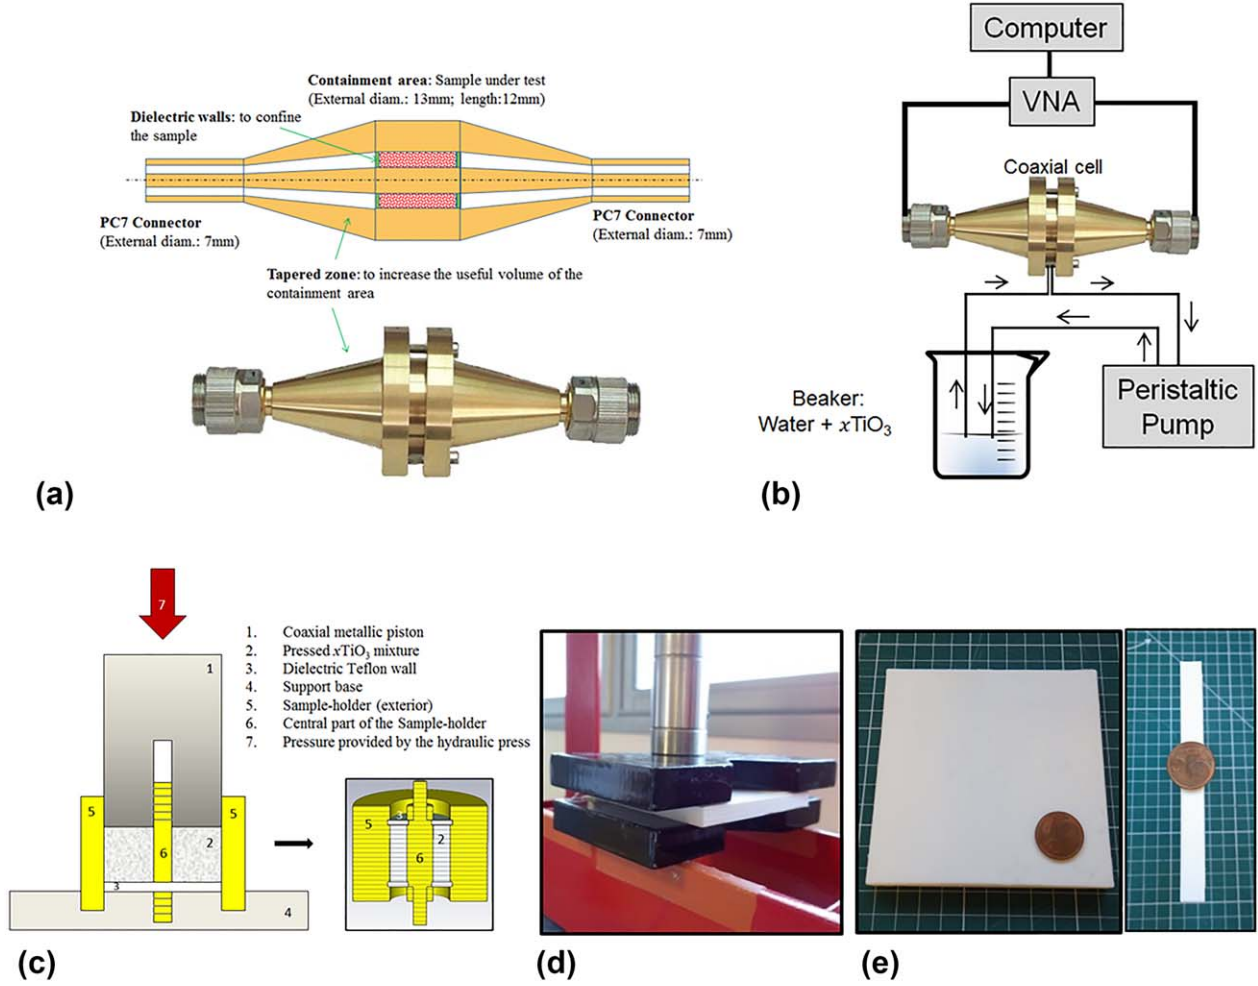 Containment area: Sample under test
(External diam.: 13mm; length:12mm)
Dielectric walls: to confine
the sample
PC7 Connector
(External diam.: 7mm)
PC7 Connector
(External diam.: 7mm)
Tapered zone: to increase the useful volume of the
containment area
(a)
Computer
VNA
Coaxial cell
Beaker:
Water + xTiO₃
Peristaltic
Pump
(b)
7
1
5
5
2
6
3
4
1. Coaxial metallic piston
2. Pressed xTiO₃ mixture
3. Dielectric Teflon wall
4. Support base
5. Sample-holder (exterior)
6. Central part of the Sample-holder
7. Pressure provided by the hydraulic press
3
5
2
6
(c)
(d)
(e)